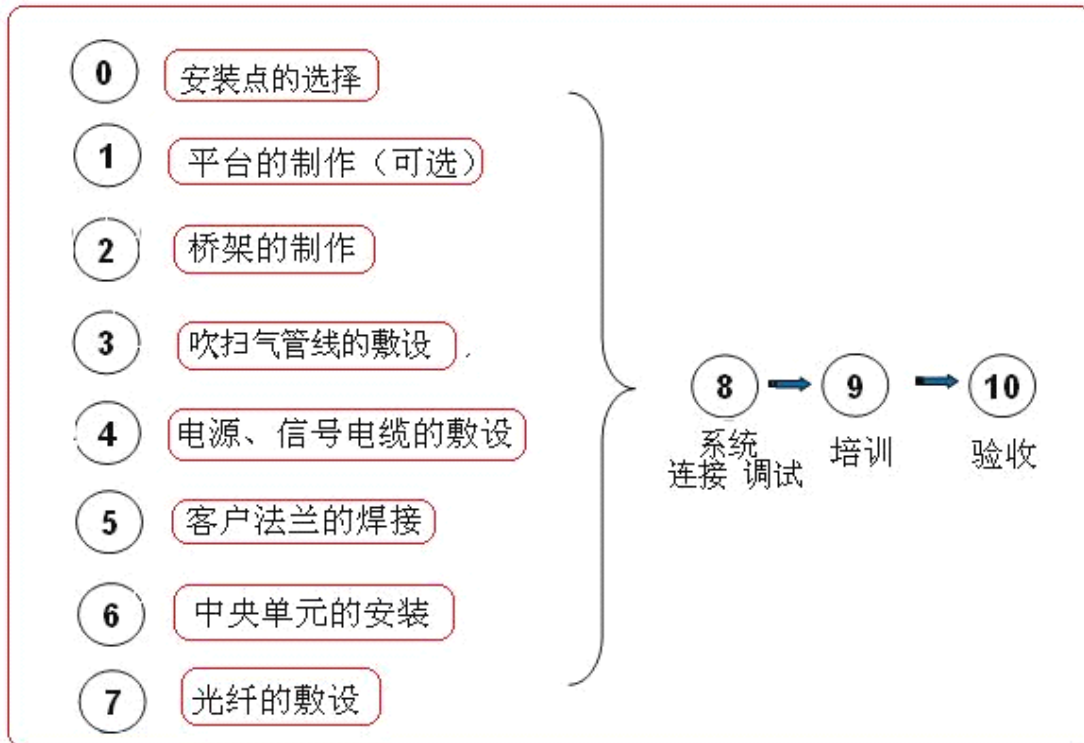 0 安装点的选择
1 平台的制作（可选）
2 桥架的制作
3 吹扫气管线的敷设
4 电源、信号电缆的敷设
5 客户法兰的焊接
6 中央单元的安装
7 光纤的敷设
8 9 10
系统
连接 调试 培训 验收